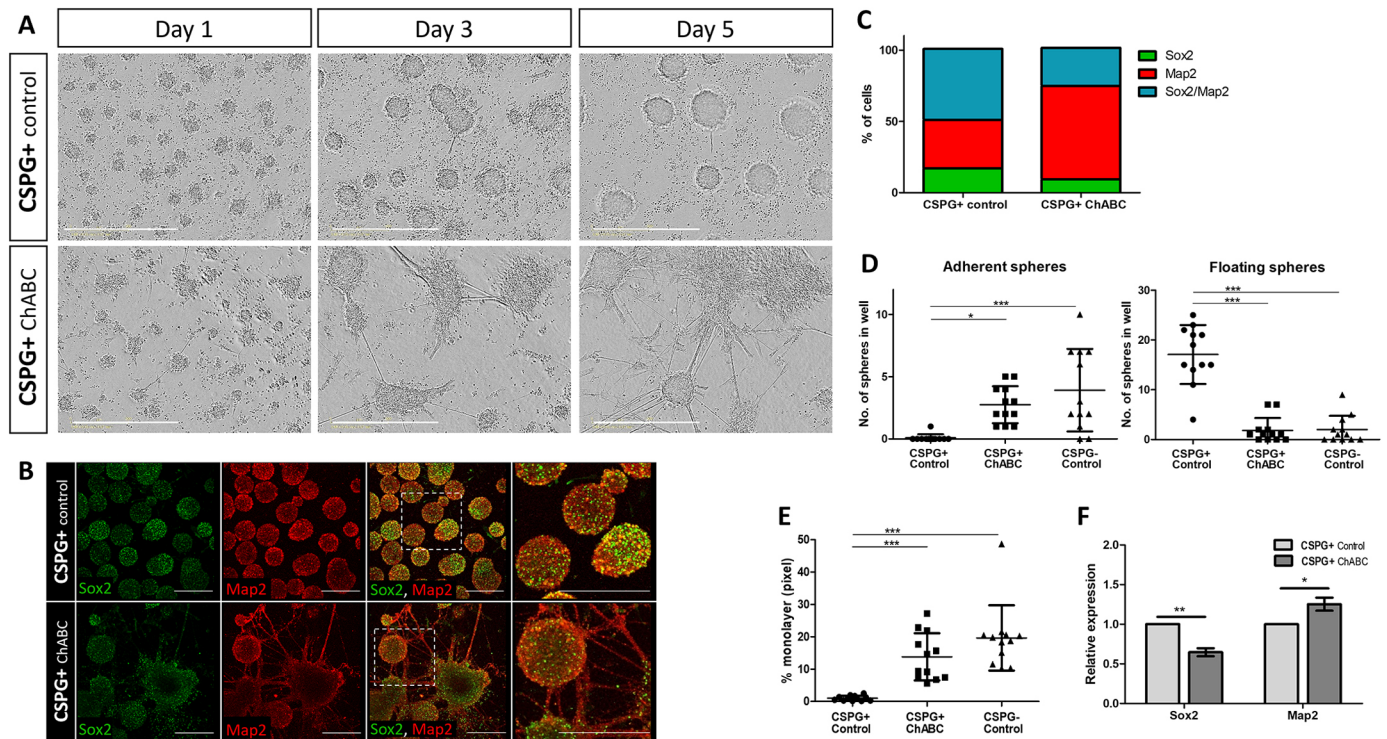 A
Day 1
Day 3
Day 5
CSPG+ control
CSPG+ ChABC
B
CSPG+ control
Sox2
Map2
Sox2, Map2
CSPG+ ChABC
Sox2
Map2
Sox2, Map2
C
% of cells
100
50
0
CSPG+ control
CSPG+ ChABC
Sox2
Map2
Sox2/Map2
D
Adherent spheres
No. of spheres in well
10
5
0
***
*
CSPG+
Control
CSPG+
ChABC
CSPG-
Control
Floating spheres
No. of spheres in well
30
20
10
0
***
***
CSPG+
Control
CSPG+
ChABC
CSPG-
Control
E
% monolayer (pixel)
50
40
30
20
10
0
***
***
CSPG+
Control
CSPG+
ChABC
CSPG-
Control
F
Relative expression
2.0
1.5
1.0
0.5
0.0
CSPG+ Control
CSPG+ ChABC
**
*
Sox2
Map2